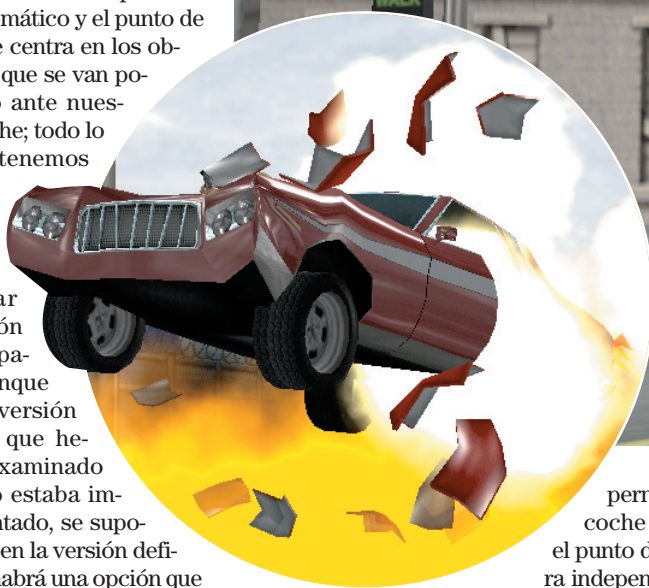 WALK
mático y el punto de
e centra en los ob-
que se van po-
ante nues-
he; todo lo
tenemos
ar
ón
pa-
nque
versión
que he-
xaminado
o estaba im-
ntado, se supo-
en la versión defi-
habrá una opción que
perr
coche
el punto d
ra indepen